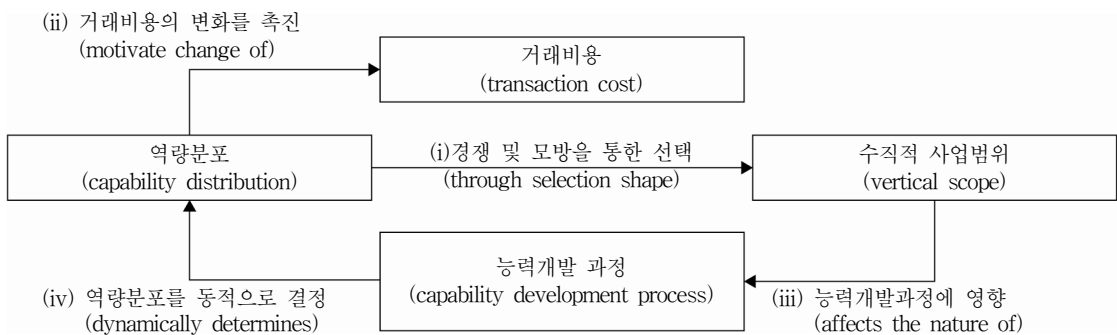 (ii) 거래비용의 변화를 촉진
(motivate change of)
거래비용
(transaction cost)
역량분포
(capability distribution)
(i)경쟁 및 모방을 통한 선택
(through selection shape)
수직적 사업범위
(vertical scope)
능력개발 과정
(capability development process)
(iv) 역량분포를 동적으로 결정
(dynamically determines)
(iii) 능력개발과정에 영향
(affects the nature of)